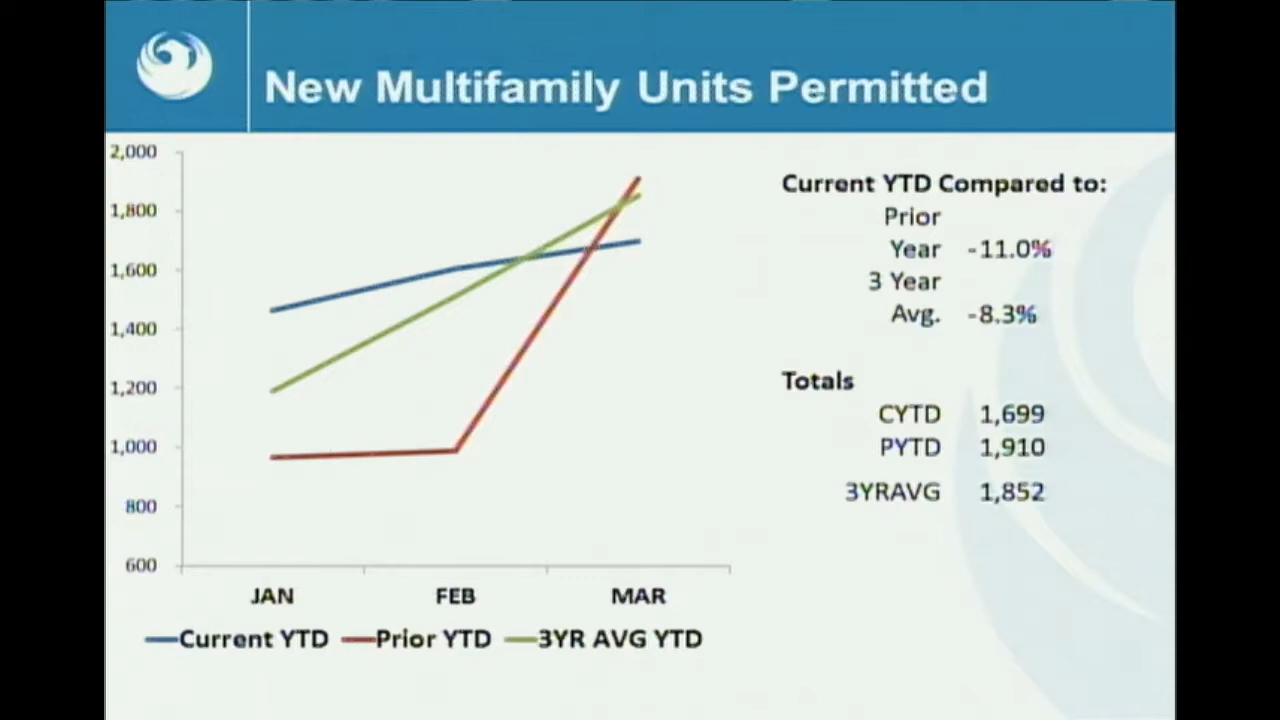 New Multifamily Units Permitted
2,000
1,800
1,600
1,400
1,200
1,000
800
600
JAN FEB MAR
Current YTD Prior YTD 3YR AVG YTD
Current YTD Compared to:
Prior
Year -11.0%
3 Year
Avg. -8.3%
Totals
CYTD 1,699
PYTD 1,910
3YRAVG 1,852